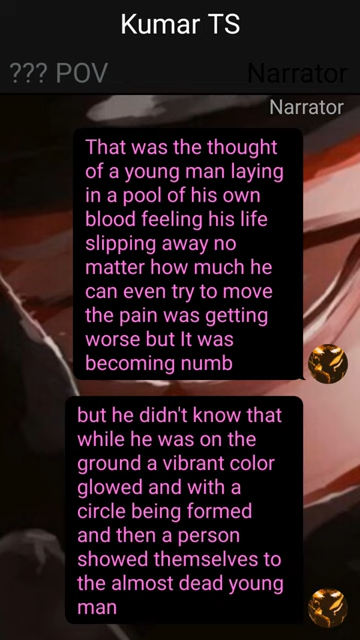 Kumar TS
??? POV
Narrator
Narrator
That was the thought
of a young man laying
in a pool of his own
blood feeling his life
slipping away no
matter how much he
can even try to move
the pain was getting
worse but It was
becoming numb
but he didn't know that
while he was on the
ground a vibrant color
glowed and with a
circle being formed
and then a person
showed themselves to
the almost dead young
man